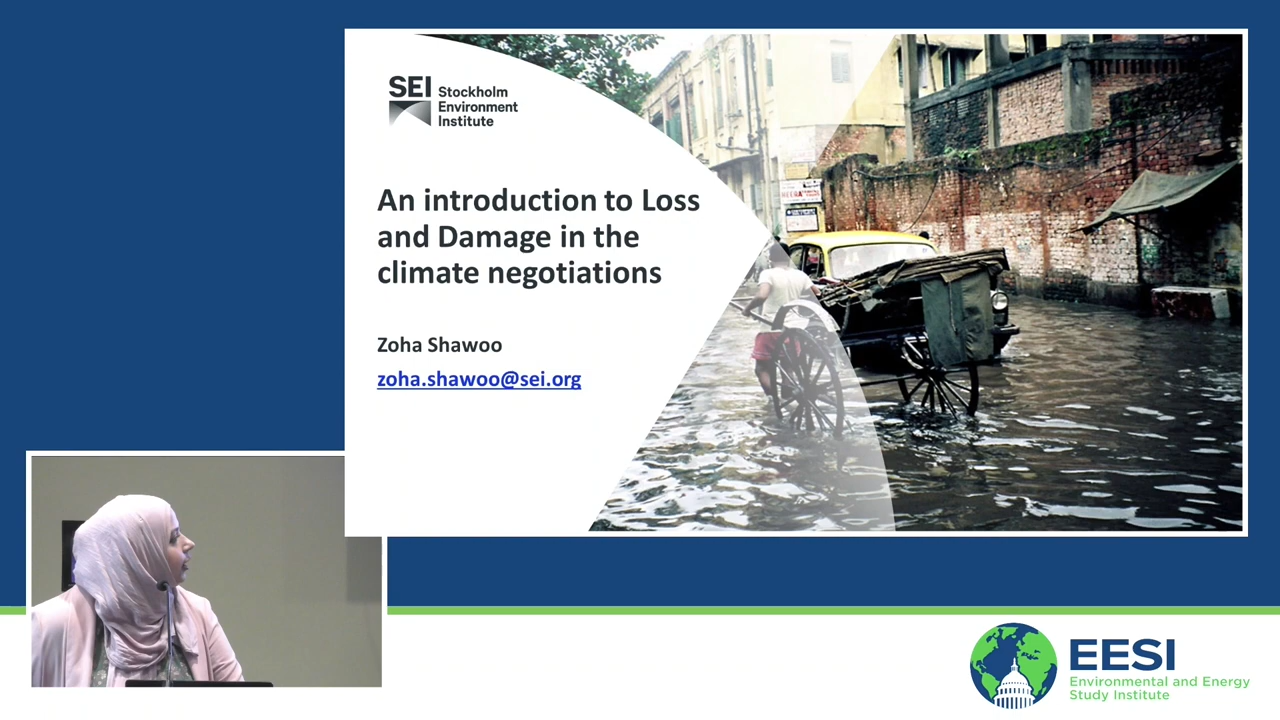 SEI Stockholm
Environment
Institute
An introduction to Loss
and Damage in the
climate negotiations
Zoha Shawoo
zoha.shawoo@sei.org
EESI
Environmental and Energy
Study Institute